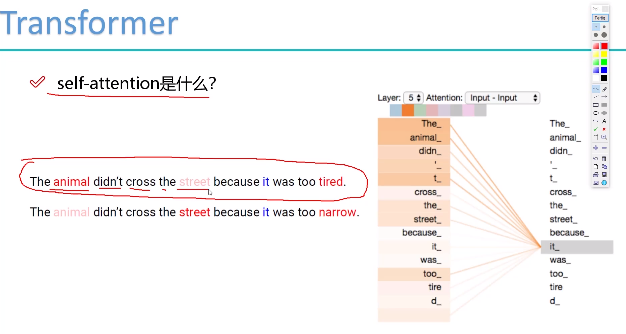 Transformer
self-attention是什么?
Layer: 5 Attention: Input - Input
The animal didn't cross the street because it was too tired.
The animal didn't cross the street because it was too narrow.
The_ The_
animal_ animal_
didn_ didn_
'_ '_
t_ t_
cross_ cross_
the_ the_
street_ street_
because_ because_
it_ it_
was_ was_
too_ too_
tire tire
d_ d_